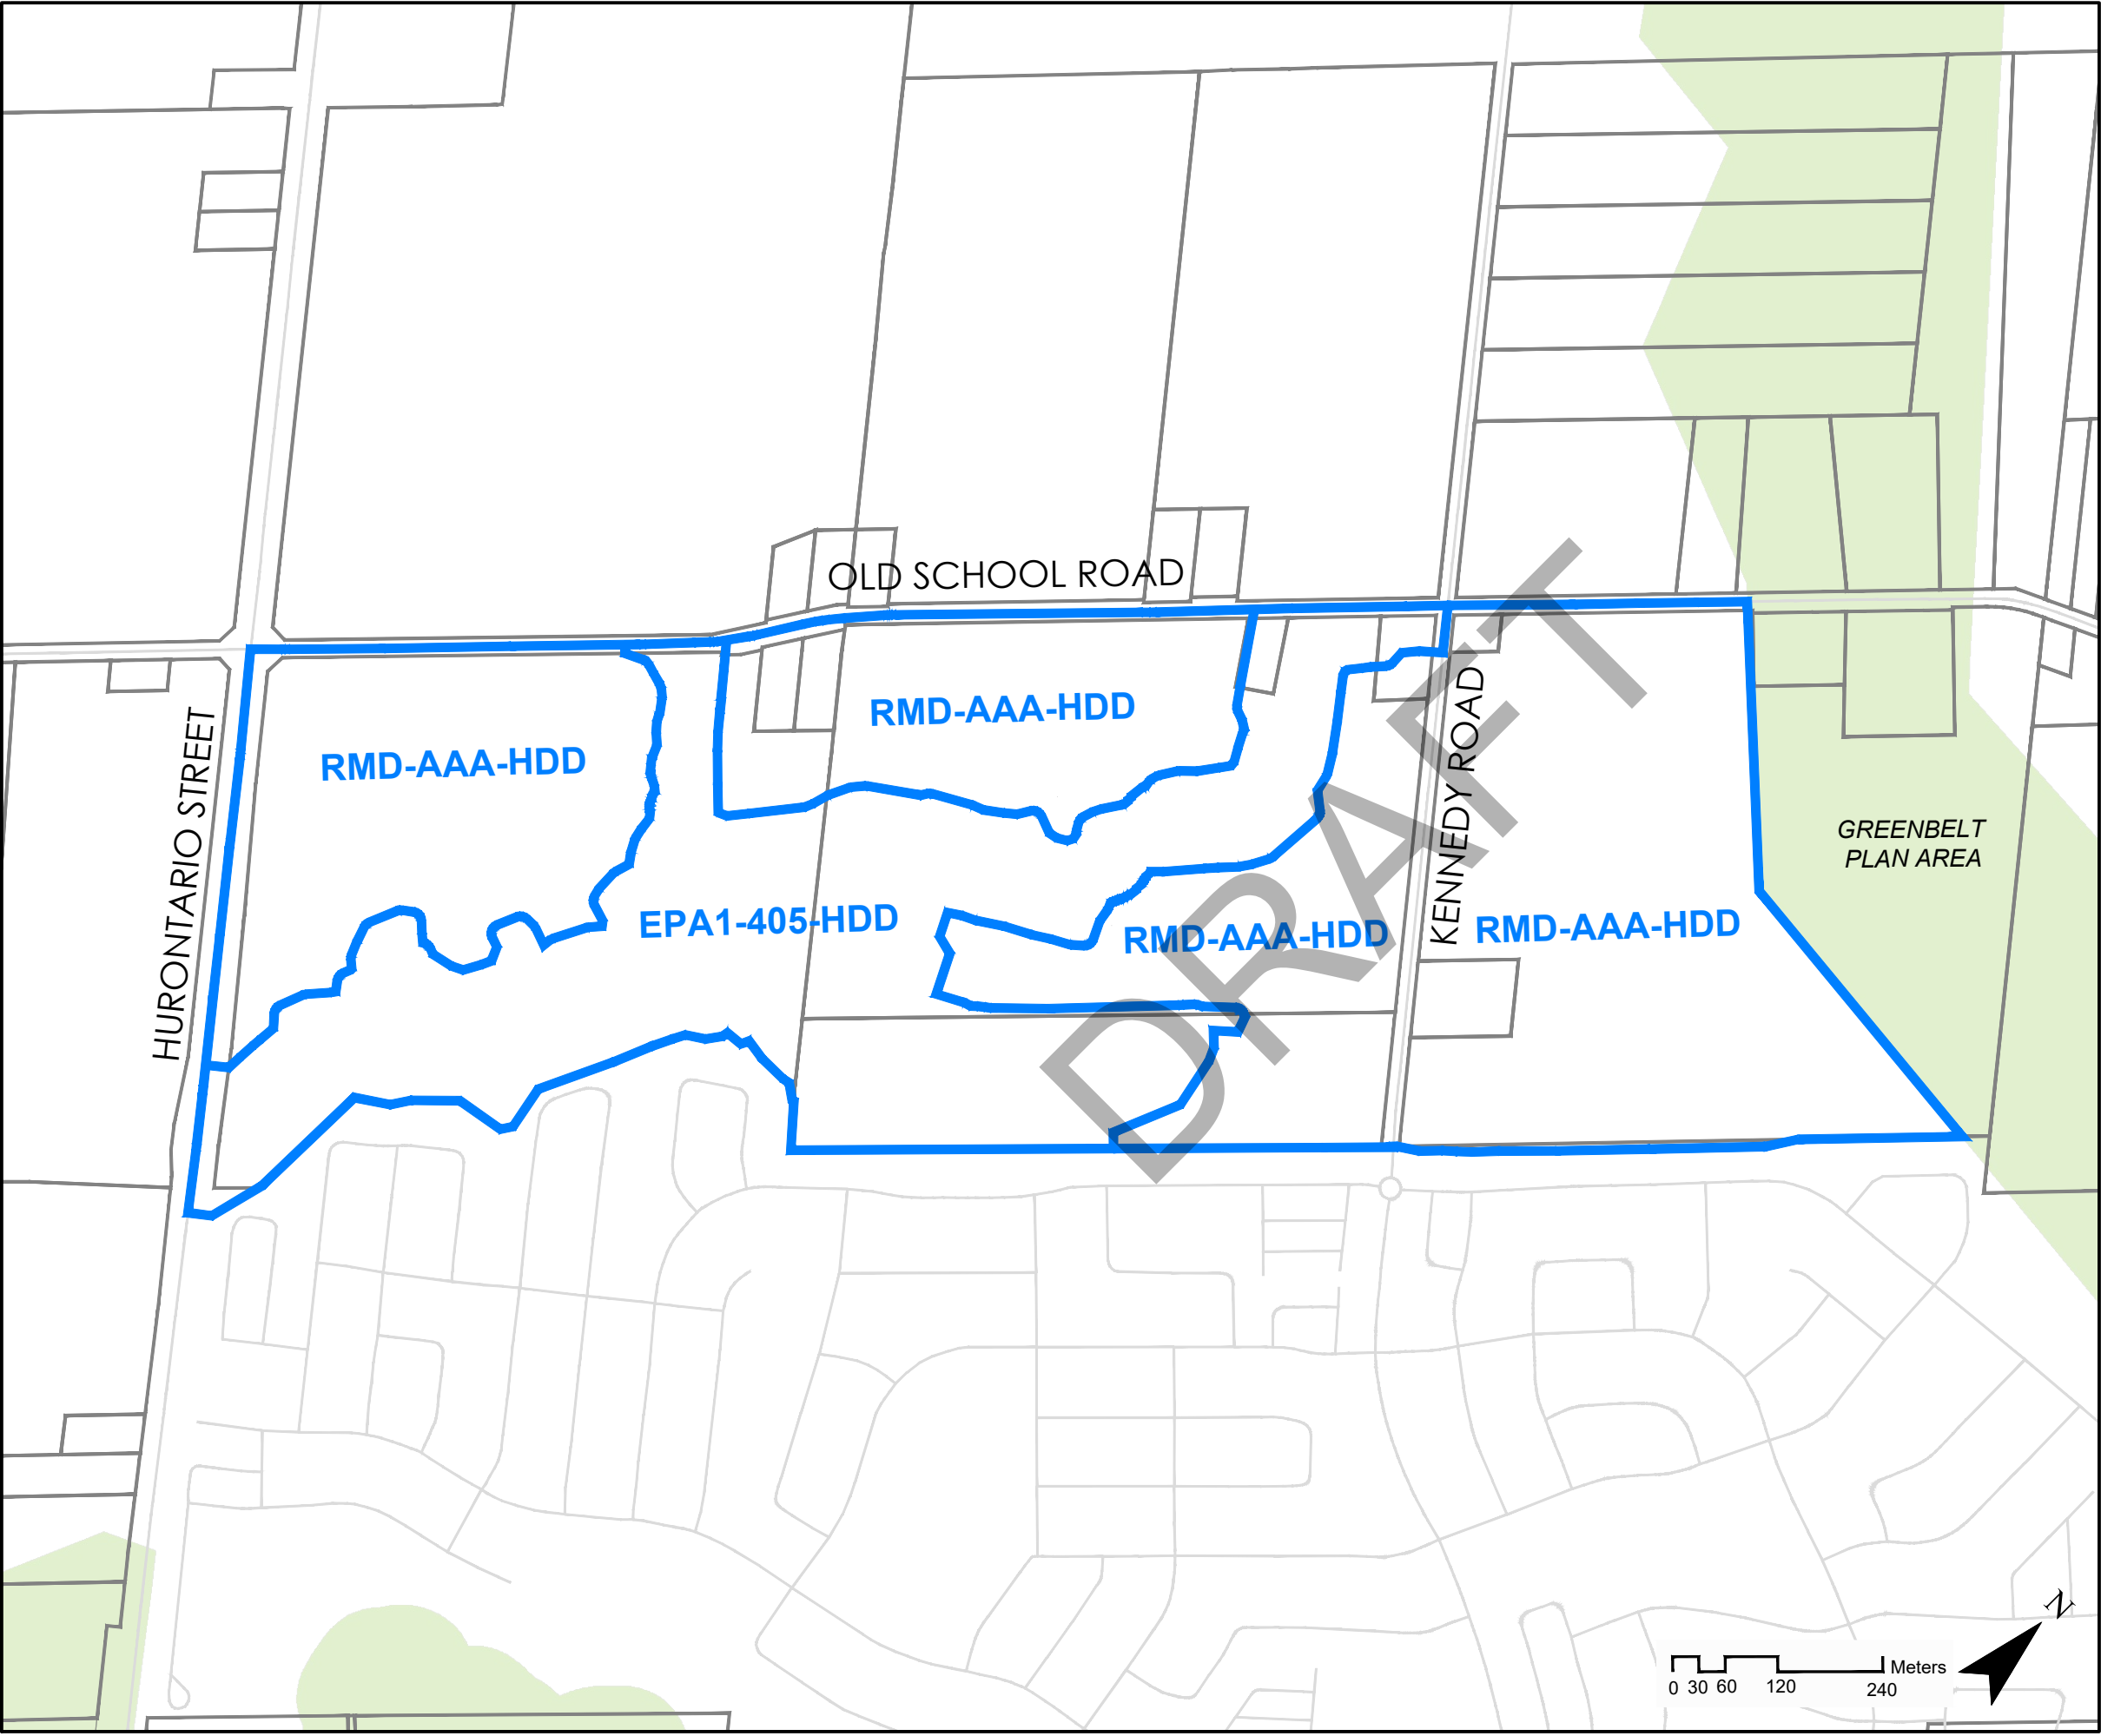 OLD SCHOOL ROAD
RMD-AAA-HDD
RMD-AAA-HDD
HURONTARIO STREET
KENNEDY ROAD
GREENBELT
PLAN AREA
EPA1-405-HDD
RMD-AAA-HDD
RMD-AAA-HDD
DRAFT
N
Meters
0 30 60 120 240